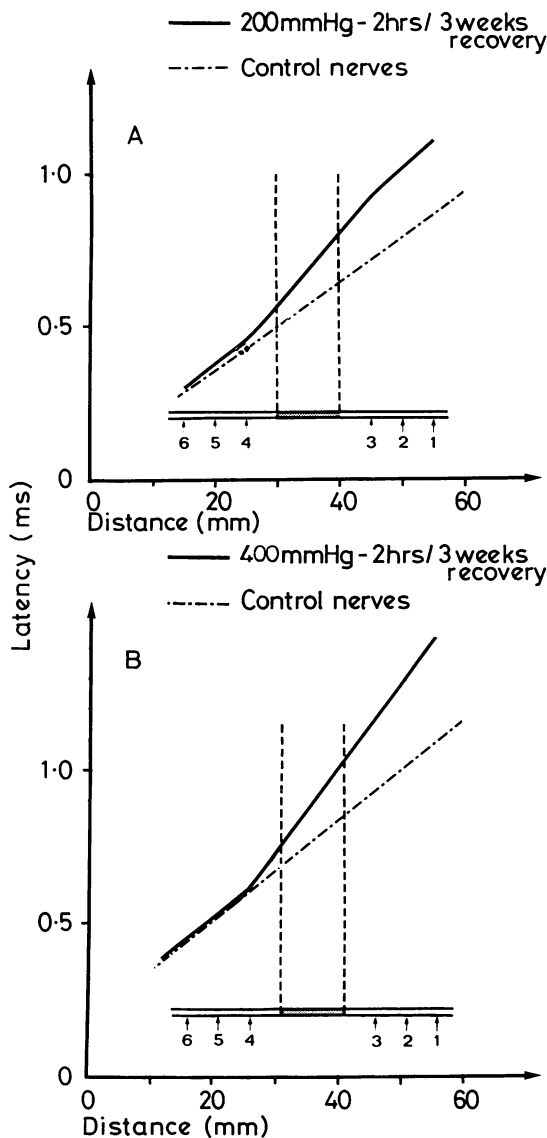 200mmHg-2hrs/3weeks
recovery
Control nerves
A
1·0
0·5
6 5 4 3 2 1
0
0 20 40 60
Distance (mm)
Latency (ms)
400mmHg-2hrs/3weeks
recovery
Control nerves
B
1·0
0·5
6 5 4 3 2 1
0
0 20 40 60
Distance (mm)